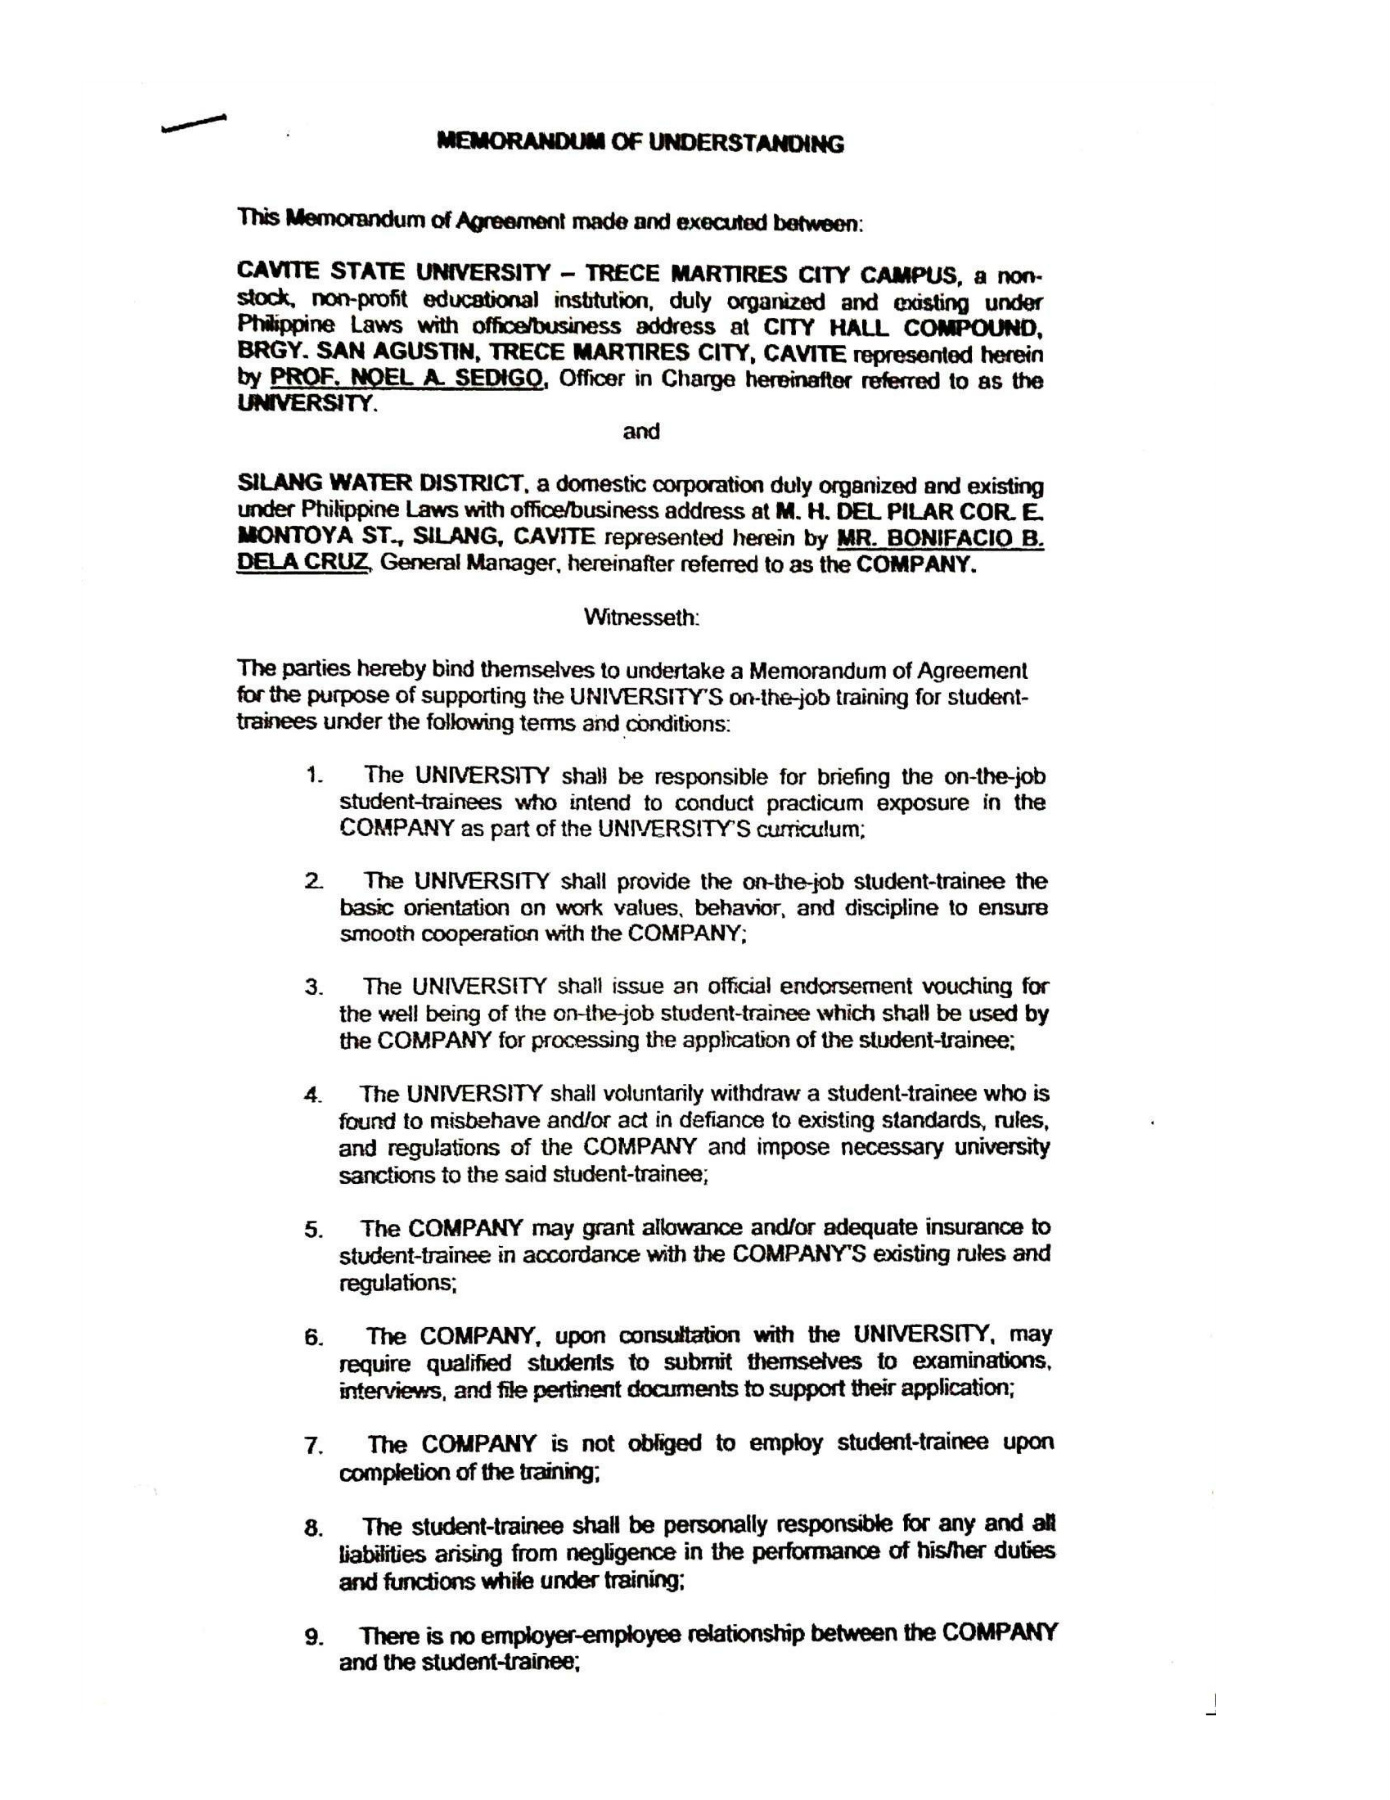 MEMORANDUM OF UNDERSTANDING
This Memorandum of Agreement made and executed between:
CAVITE STATE UNIVERSITY – TRECE MARTIRES CITY CAMPUS, a non-
stock, non-profit educational institution, duly organized and existing under
Philippine Laws with office/business address at CITY HALL COMPOUND,
BRGY. SAN AGUSTIN, TRECE MARTIRES CITY, CAVITE represented herein
by PROF. NOEL A. SEDIGO, Officer in Charge hereinafter referred to as the
UNIVERSITY.
and
SILANG WATER DISTRICT, a domestic corporation duly organized and existing
under Philippine Laws with office/business address at M. H. DEL PILAR COR. E.
MONTOYA ST., SILANG, CAVITE represented herein by MR. BONIFACIO B.
DELA CRUZ, General Manager, hereinafter referred to as the COMPANY.
Witnesseth:
The parties hereby bind themselves to undertake a Memorandum of Agreement
for the purpose of supporting the UNIVERSITY'S on-the-job training for student-
trainees under the following terms and conditions:
1. The UNIVERSITY shall be responsible for briefing the on-the-job
student-trainees who intend to conduct practicum exposure in the
COMPANY as part of the UNIVERSITY'S curriculum;
2. The UNIVERSITY shall provide the on-the-job student-trainee the
basic orientation on work values, behavior, and discipline to ensure
smooth cooperation with the COMPANY;
3. The UNIVERSITY shall issue an official endorsement vouching for
the well being of the on-the-job student-trainee which shall be used by
the COMPANY for processing the application of the student-trainee;
4. The UNIVERSITY shall voluntarily withdraw a student-trainee who is
found to misbehave and/or act in defiance to existing standards, rules,
and regulations of the COMPANY and impose necessary university
sanctions to the said student-trainee;
5. The COMPANY may grant allowance and/or adequate insurance to
student-trainee in accordance with the COMPANY'S existing rules and
regulations;
6. The COMPANY, upon consultation with the UNIVERSITY, may
require qualified students to submit themselves to examinations,
interviews, and file pertinent documents to support their application;
7. The COMPANY is not obliged to employ student-trainee upon
completion of the training;
8. The student-trainee shall be personally responsible for any and all
liabilities arising from negligence in the performance of his/her duties
and functions while under training;
9. There is no employer-employee relationship between the COMPANY
and the student-trainee;